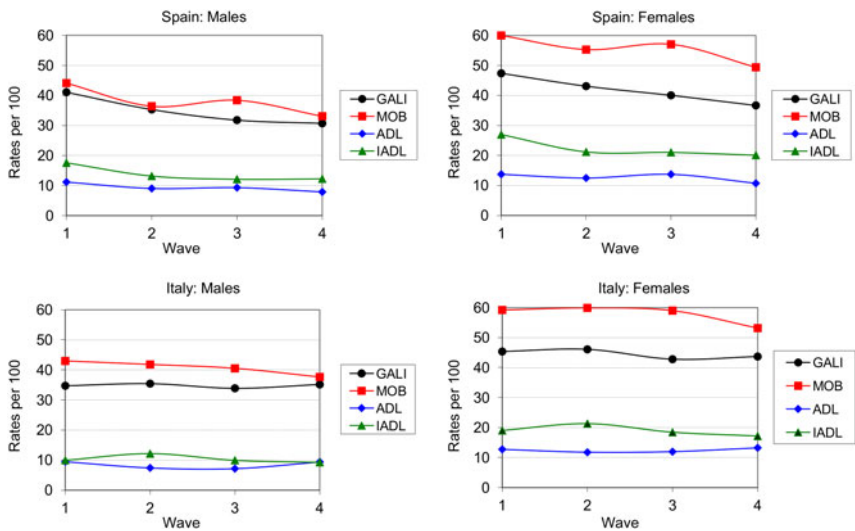 Spain: Males
60
50
40
30
20
10
0
Rates per 100
1 2 3 4
Wave
GALI
MOB
ADL
IADL
Spain: Females
60
50
40
30
20
10
0
Rates per 100
1 2 3 4
Wave
GALI
MOB
ADL
IADL
Italy: Males
60
50
40
30
20
10
0
Rates per 100
1 2 3 4
Wave
GALI
MOB
ADL
IADL
Italy: Females
60
50
40
30
20
10
0
Rates per 100
1 2 3 4
Wave
GALI
MOB
ADL
IADL